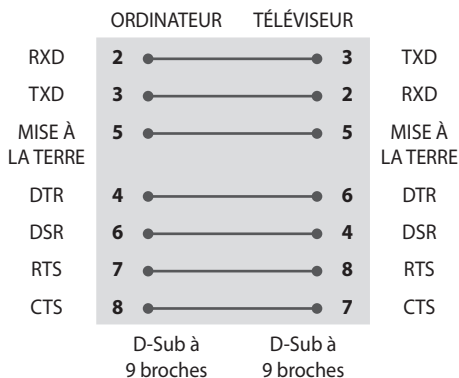 ORDINATEUR TÉLÉVISEUR
RXD 2 3 TXD
TXD 3 2 RXD
MISE À 5 5 MISE À
LA TERRE LA TERRE
DTR 4 6 DTR
DSR 6 4 DSR
RTS 7 8 RTS
CTS 8 7 CTS
D-Sub à D-Sub à
9 broches 9 broches